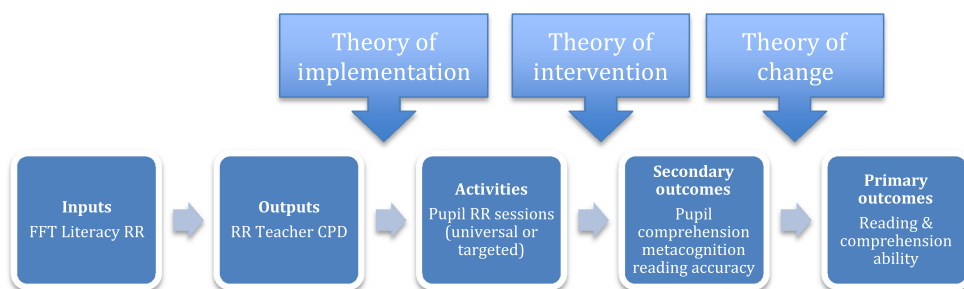 Theory of
implementation
Theory of
intervention
Theory of
change
Inputs
FFT Literacy RR
Outputs
RR Teacher CPD
Activities
Pupil RR sessions
(universal or
targeted)
Secondary
outcomes
Pupil
comprehension
metacognition
reading accuracy
Primary
outcomes
Reading &
comprehension
ability